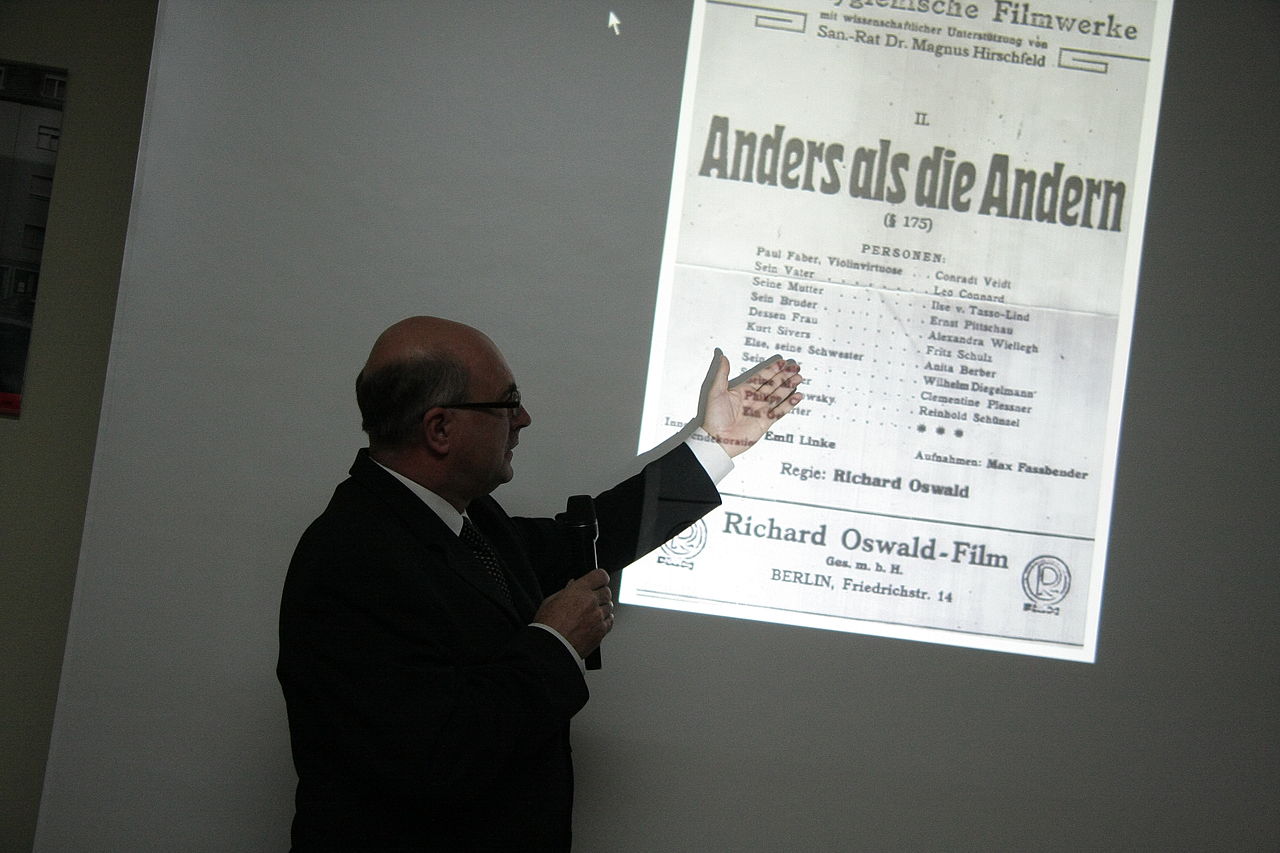 Filmwerke
mit wissenschaftlicher Unterstützung von
San.-Rat Dr. Magnus Hirschfeld
II.
Anders als die Andern
(§ 175)
PERSONEN:
Paul Faber, Violinvirtuose . . Conradt Veidt
Sein Vater . . . . . . . Leo Connard
Seine Mutter . . . . . . . Ilse v. Tasso-Lind
Sein Bruder . . . . . . . Ernst Pittschau
Dessen Frau . . . . . . . Alexandra Wiellegh
Kurt Sivers . . . . . . . Fritz Schulz
Else, seine Schwester . . . . Anita Berber
Sein . . . . . . . Wilhelm Diegelmann
. . . . . . . Clementine Plessner
. . . . . . . Reinhold Schünzel
Ein . . . . . . . * * *
Emil Linke
Aufnahmen: Max Fassbender
Regie: Richard Oswald
Richard Oswald-Film
Ges. m. b. H.
BERLIN, Friedrichstr. 14